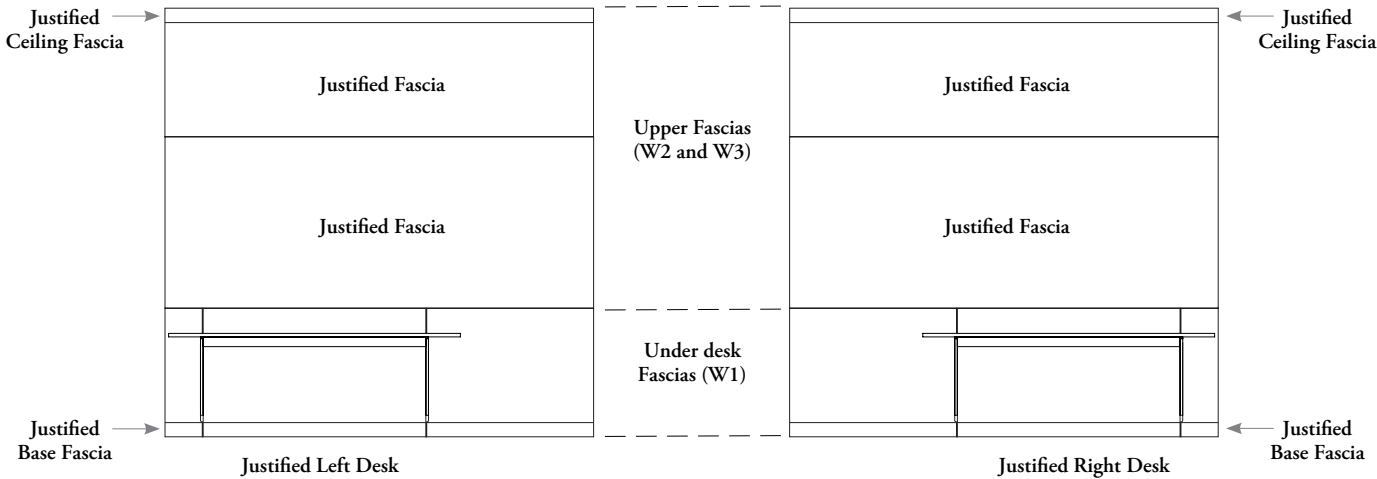 Justified
Ceiling Fascia
Justified Fascia
Justified Fascia
Justified
Base Fascia
Justified Left Desk
Upper Fascias
(W2 and W3)
Under desk
Fascias (W1)
Justified
Ceiling Fascia
Justified Fascia
Justified Fascia
Justified
Base Fascia
Justified Right Desk